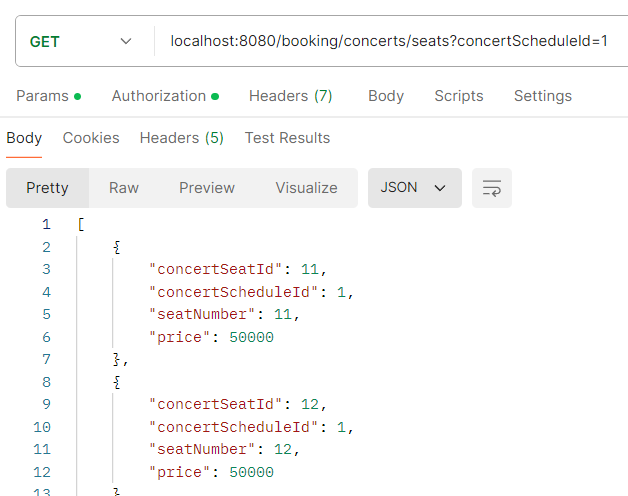 GET localhost:8080/booking/concerts/seats?concertScheduleId=1
Params Authorization Headers (7) Body Scripts Settings
Body Cookies Headers (5) Test Results
Pretty Raw Preview Visualize JSON
1 [
2 {
3 "concertSeatId": 11,
4 "concertScheduleId": 1,
5 "seatNumber": 11,
6 "price": 50000
7 },
8 {
9 "concertSeatId": 12,
10 "concertScheduleId": 1,
11 "seatNumber": 12,
12 "price": 50000
13 }